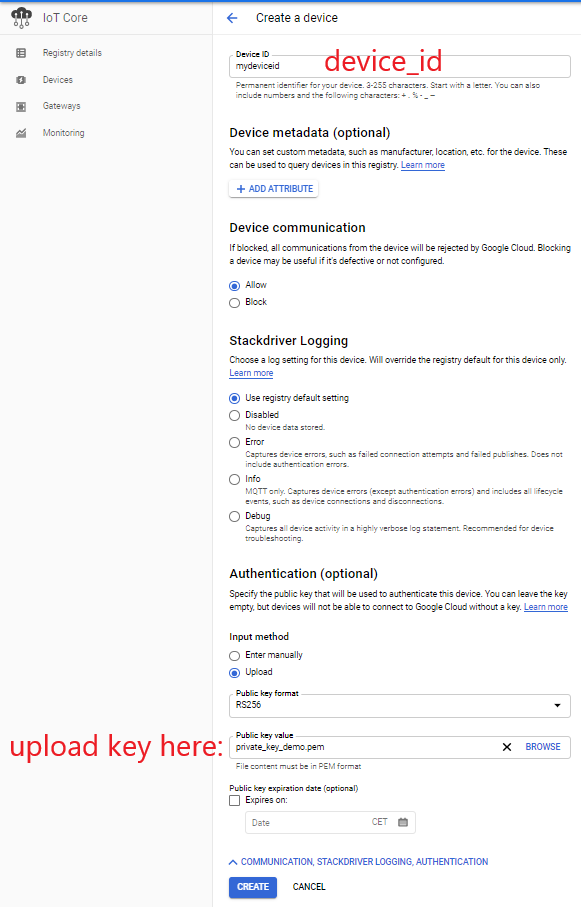 IoT Core
Create a device
Registry details
Devices
Gateways
Monitoring
Device ID
mydeviceid
device_id
Permanent identifier for your device. 3-255 characters. Start with a letter. You can also
include numbers and the following characters: + . % - _ ~
Device metadata (optional)
You can set custom metadata, such as manufacturer, location, etc. for the device. These
can be used to query devices in this registry. Learn more
+ ADD ATTRIBUTE
Device communication
If blocked, all communications from the device will be rejected by Google Cloud. Blocking
a device may be useful if it's defective or not configured.
Allow
Block
Stackdriver Logging
Choose a log setting for this device. Will override the registry default for this device only.
Learn more
Use registry default setting
Disabled
No device data stored.
Error
Captures device errors, such as failed connection attempts and failed publishes. Does not
include authentication errors.
Info
MQTT only. Captures device errors (except authentication errors) and includes all lifecycle
events, such as device connections and disconnections.
Debug
Captures all device activity in a highly verbose log statement. Recommended for device
troubleshooting.
Authentication (optional)
Specify the public key that will be used to authenticate this device. You can leave the key
empty, but devices will not be able to connect to Google Cloud without a key. Learn more
Input method
Enter manually
Upload
Public key format
RS256
upload key here:
Public key value
private_key_demo.pem
BROWSE
File content must be in PEM format
Public key expiration date (optional)
Expires on:
Date
CET
COMMUNICATION, STACKDRIVER LOGGING, AUTHENTICATION
CREATE
CANCEL